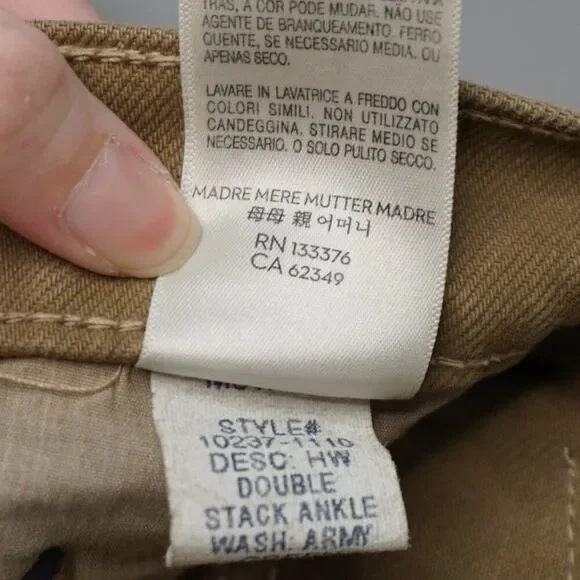 TRÁS, A COR PODE MUDAR. NÃO USE
AGENTE DE BRANQUEAMENTO. FERRO
QUENTE, SE NECESSARIO MÉDIA. OU
APENAS SECO.
LAVARE IN LAVATRICE A FREDDO CON
COLORI SIMILI. NON UTILIZZATO
CANDEGGINA. STIRARE MEDIO SE
NECESSARIO. O SOLO PULITO SECCO.
MADRE MERE MUTTER MADRE
母母 親 어머니
RN 133376
CA 62349
STYLE#
10237-1110
DESC: HW
DOUBLE
STACK ANKLE
WASH: ARMY